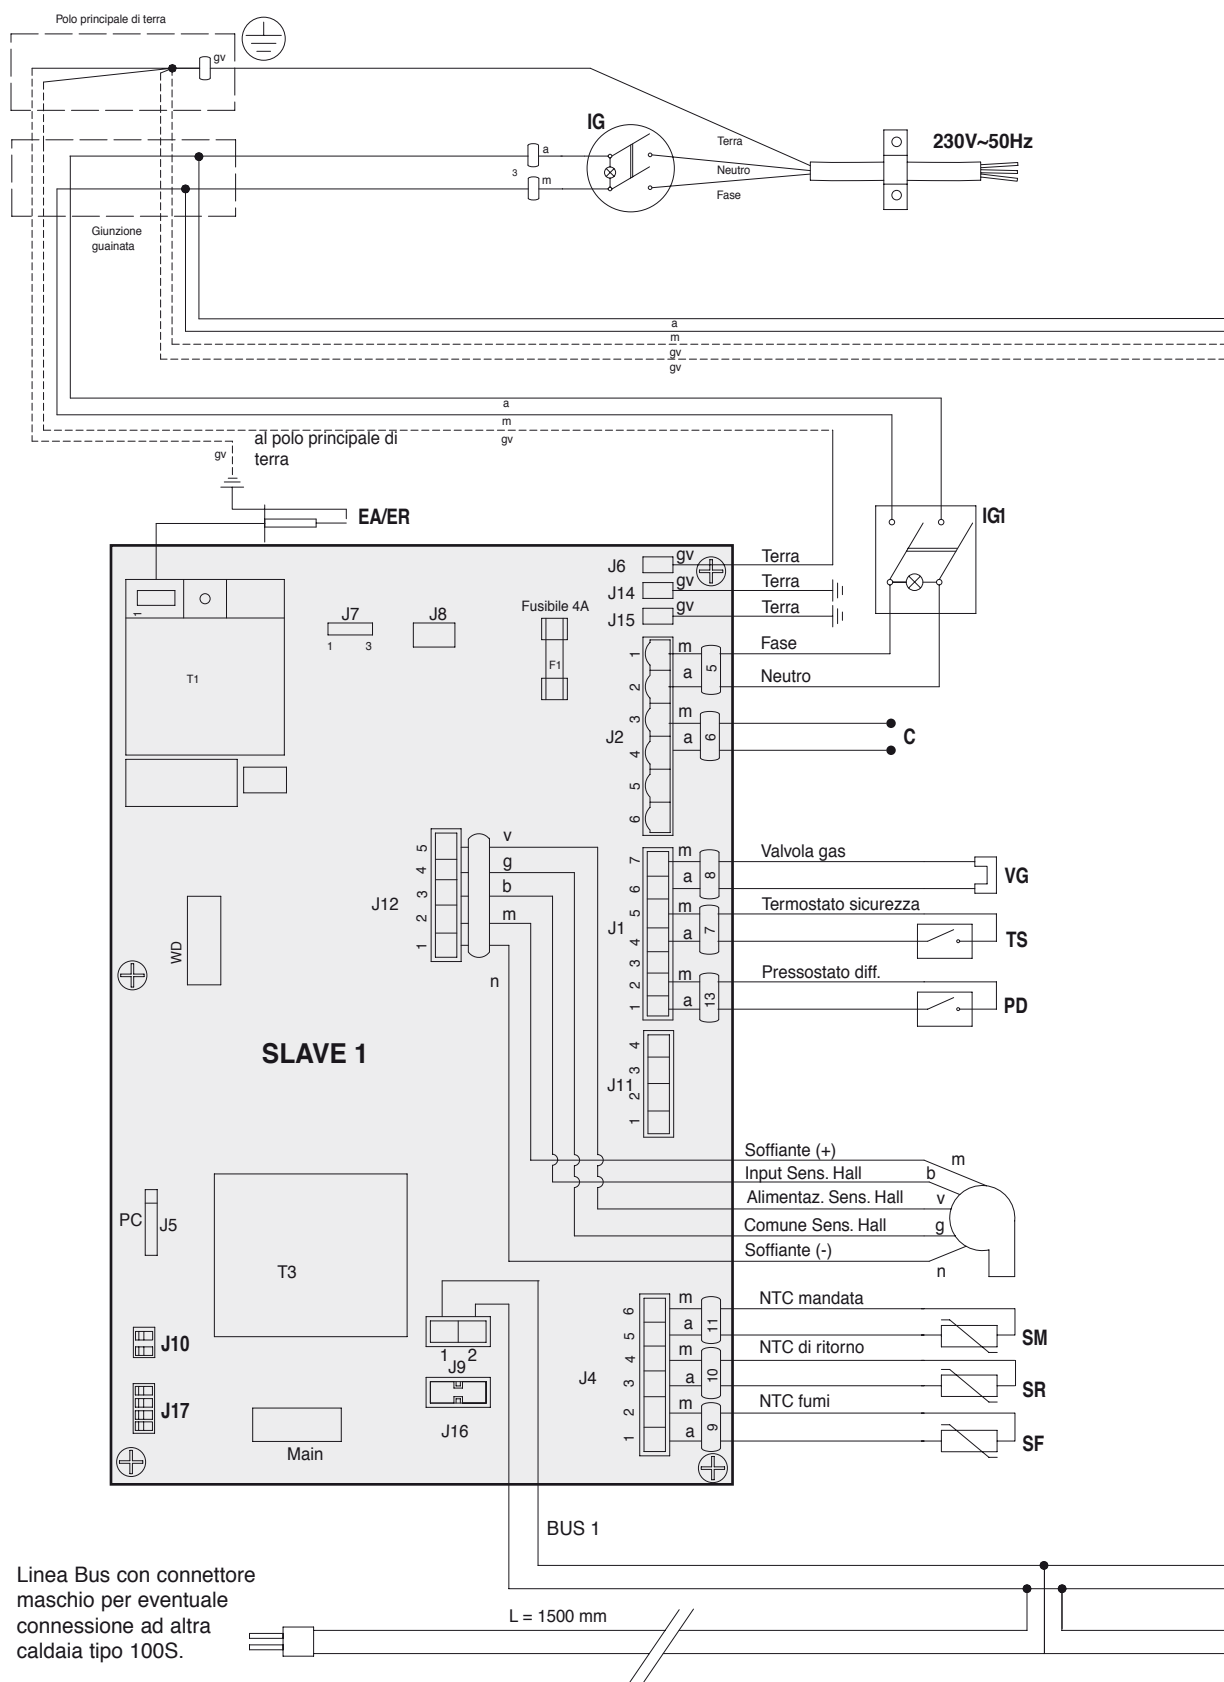 Polo principale di terra
gv
IG
Terra
230V~50Hz
a
Neutro
3
m
Fase
Giunzione
guainata
a
m
gv
gv
a
m
gv
al polo principale di
terra
gv
EA/ER
IG1
J6
gv
Terra
J14
gv
Terra
J15
gv
Terra
Fusibile 4A
F1
J7
1 3
J8
1
T1
J2
1
2
3
4
5
6
m
a
5
Fase
Neutro
m
a
6
C
J12
5
4
3
2
1
v
g
b
m
n
J1
7
6
5
4
3
2
1
m
a
8
Valvola gas
VG
m
a
7
Termostato sicurezza
TS
m
a
13
Pressostato diff.
PD
WD
SLAVE 1
J11
4
3
2
1
Soffiante (+)
m
Input Sens. Hall
b
Alimentaz. Sens. Hall
v
Comune Sens. Hall
g
Soffiante (-)
n
PC
J5
T3
J10
J17
1 2
J9
J16
Main
J4
6
5
4
3
2
1
m
a
11
NTC mandata
SM
m
a
10
NTC di ritorno
SR
m
a
9
NTC fumi
SF
BUS 1
Linea Bus con connettore
maschio per eventuale
connessione ad altra
caldaia tipo 100S.
L = 1500 mm